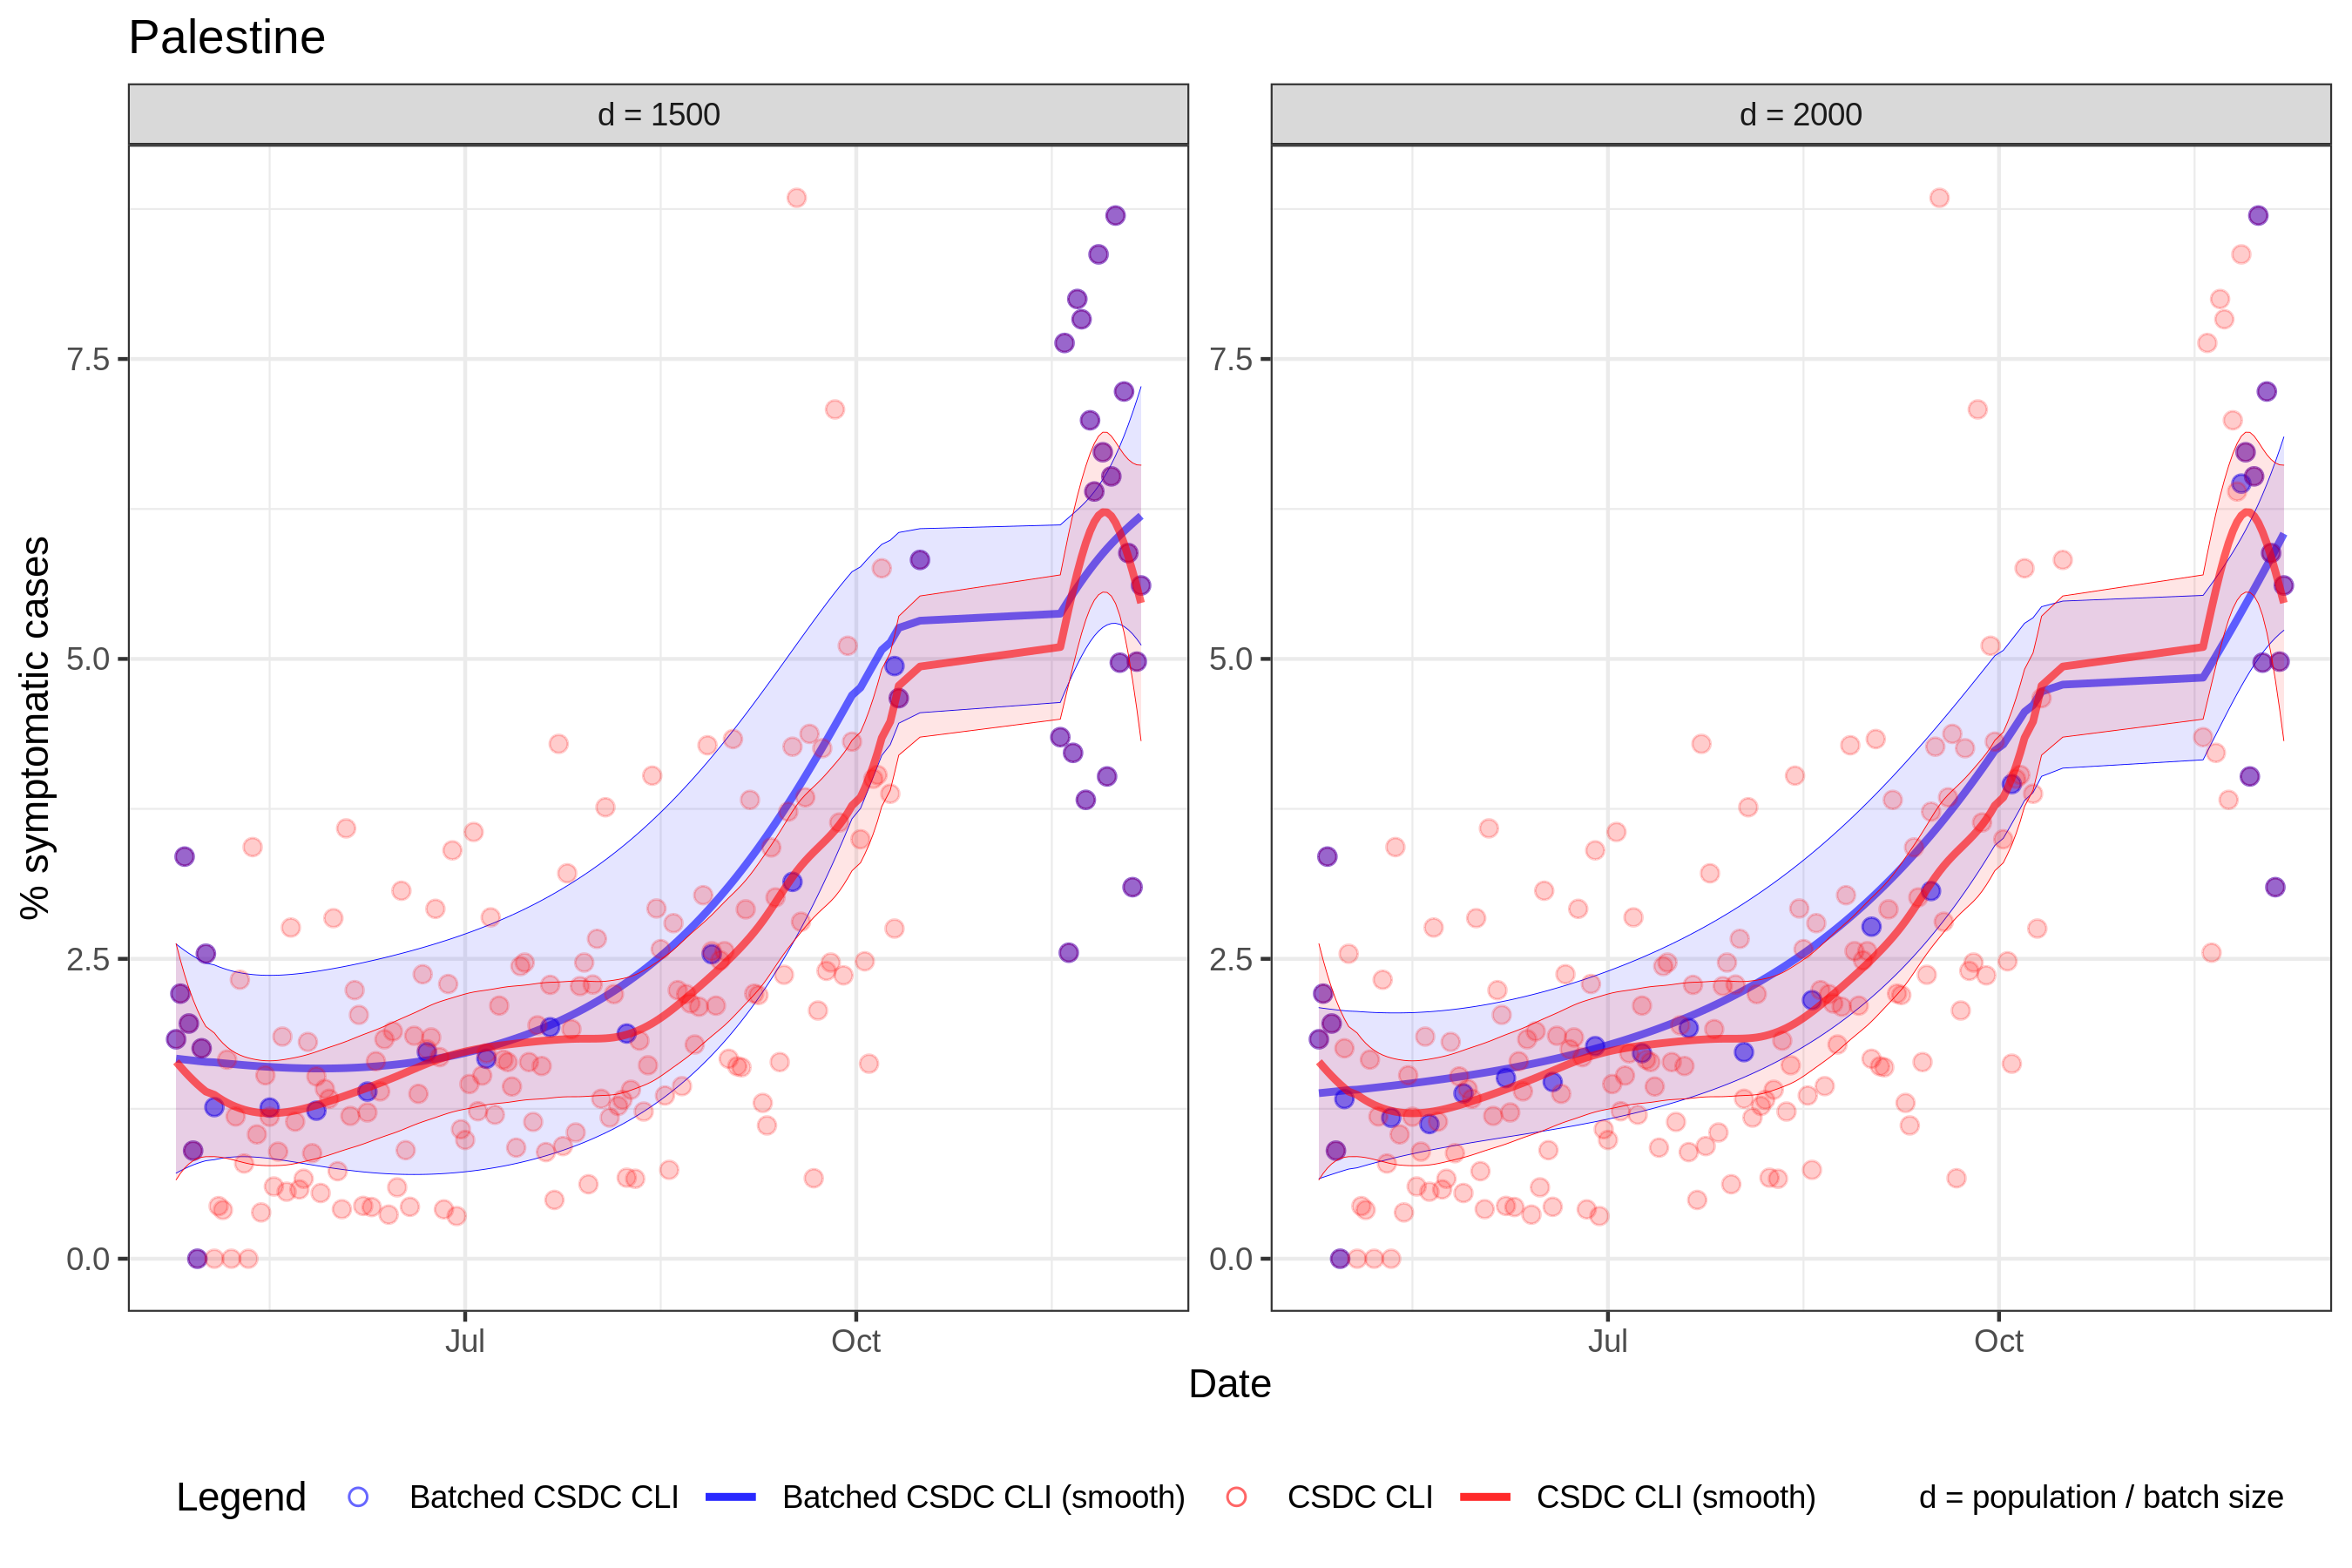 Palestine
d = 1500
d = 2000
% symptomatic cases
7.5
5.0
2.5
0.0
7.5
5.0
2.5
0.0
Jul
Oct
Jul
Oct
Date
Legend
Batched CSDC CLI
Batched CSDC CLI (smooth)
CSDC CLI
CSDC CLI (smooth)
d = population / batch size